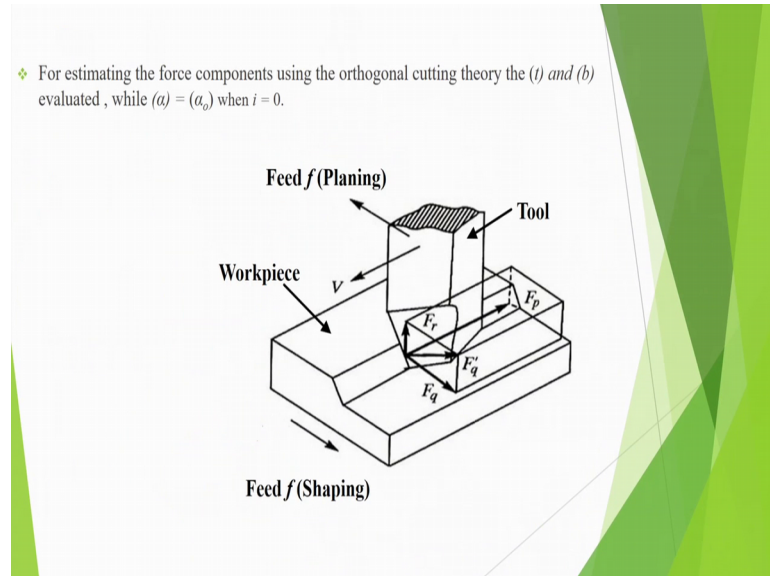 For estimating the force components using the orthogonal cutting theory the (t) and (b)
evaluated , while (α) = (αₒ) when i = 0.
Feed f (Planing)
Tool
Workpiece
V
Fₚ
Fᵣ
F'q
Fq
Feed f (Shaping)